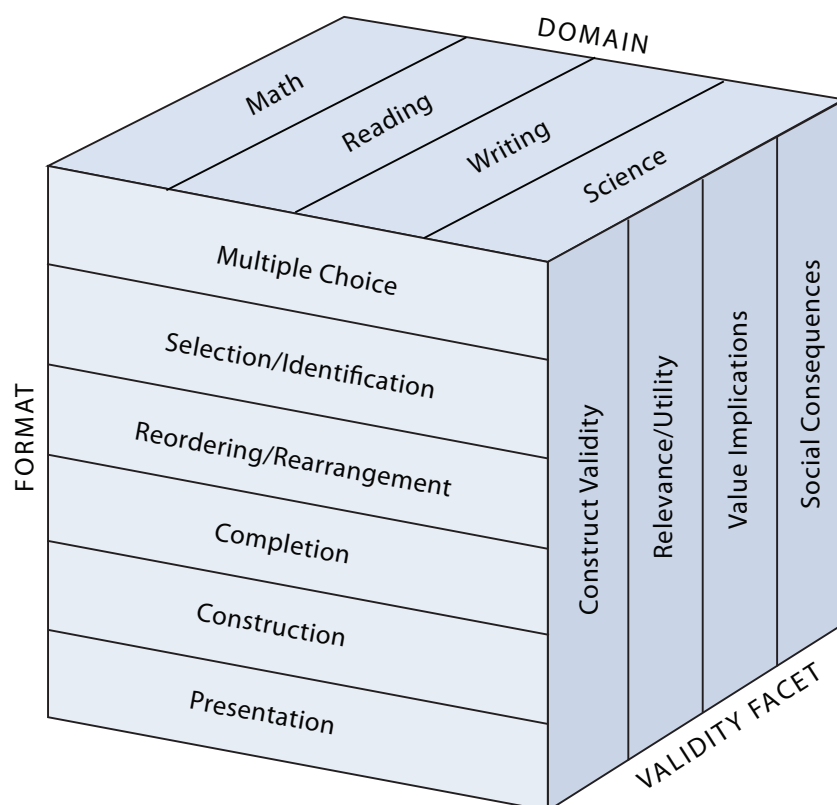 DOMAIN
Math
Reading
Writing
Science
FORMAT
Multiple Choice
Selection/Identification
Reordering/Rearrangement
Completion
Construction
Presentation
Construct Validity
Relevance/Utility
Value Implications
Social Consequences
VALIDITY FACET